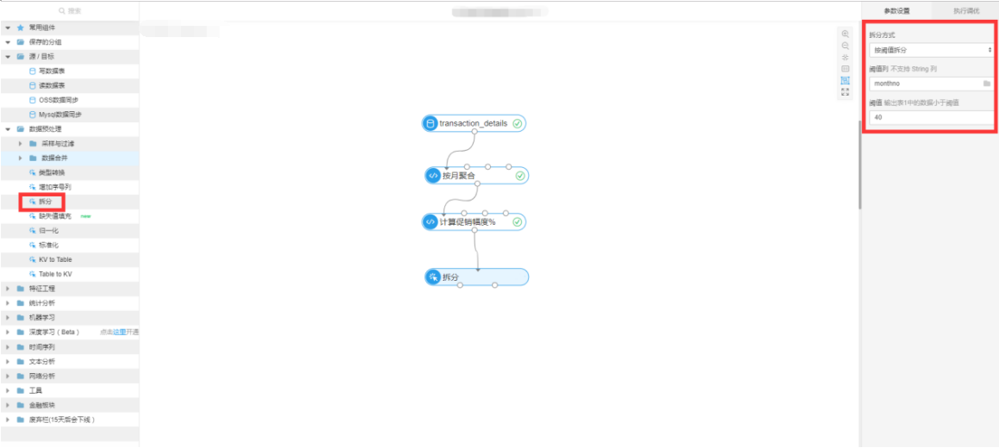 搜索
常用组件
保存的分组
源 / 目标
写数据表
读数据表
OSS数据同步
Mysql数据同步
数据预处理
采样与过滤
数据合并
类型转换
增加序号列
拆分
缺失值填充 new
归一化
标准化
KV to Table
Table to KV
特征工程
统计分析
机器学习
深度学习 ( Beta ) 点击这里开通
时间序列
文本分析
网络分析
工具
金融板块
废弃栏(15天后会下线 )
transaction_details
按月聚合
计算促销幅度%
拆分
参数设置 执行调优
拆分方式
按阈值拆分
阈值列 不支持 String 列
monthno
阈值 输出表1中的数据小于阈值
40